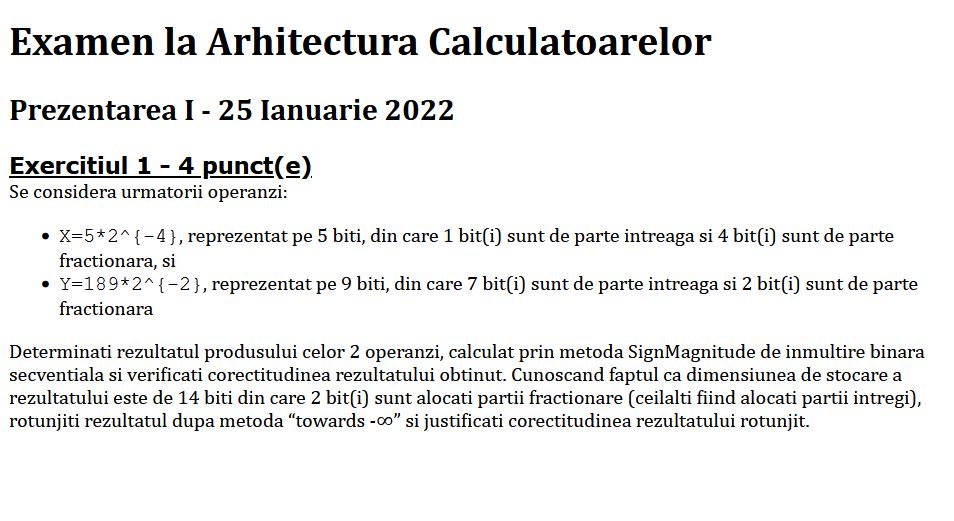 Examen la Arhitectura Calculatoarelor
Prezentarea I - 25 Ianuarie 2022
Exercitiul 1 – 4 punct(e)
Se considera urmatorii operanzi:
• X=5*2^{-4}, reprezentat pe 5 biti, din care 1 bit(i) sunt de parte intreaga si 4 bit(i) sunt de parte
fractionara, si
• Y=189*2^{-2}, reprezentat pe 9 biti, din care 7 bit(i) sunt de parte intreaga si 2 bit(i) sunt de parte
fractionara
Determinati rezultatul produsului celor 2 operanzi, calculat prin metoda SignMagnitude de inmultire binara
secventiala si verificati corectitudinea rezultatului obtinut. Cunoscand faptul ca dimensiunea de stocare a
rezultatului este de 14 biti din care 2 bit(i) sunt alocati partii fractionare (ceilalti fiind alocati partii intregi),
rotunjiti rezultatul dupa metoda “towards -∞” si justificati corectitudinea rezultatului rotunjit.